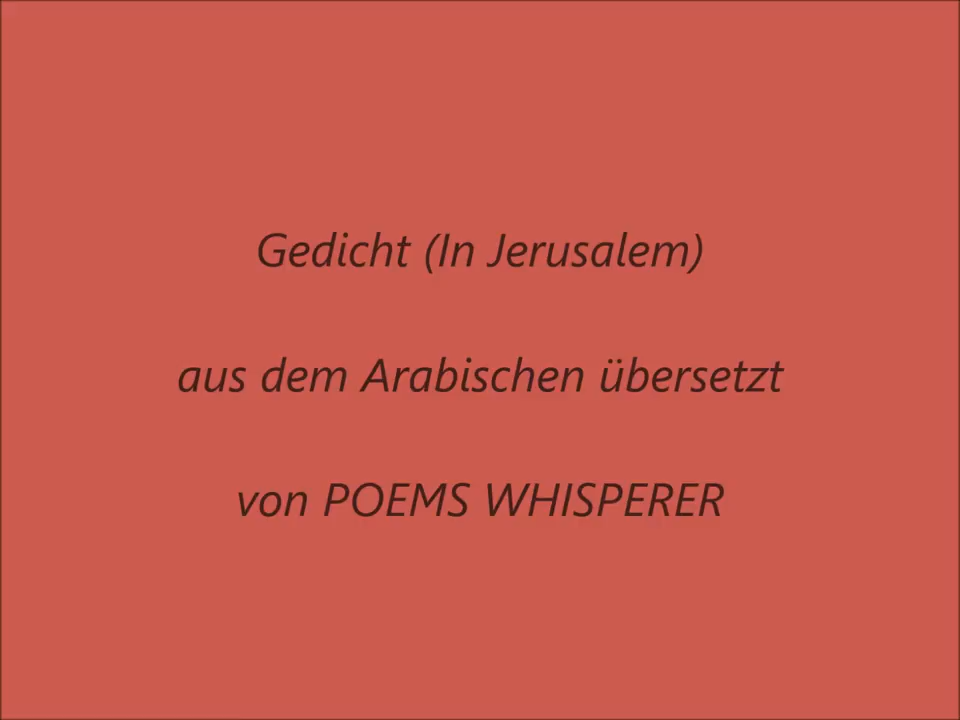 Gedicht (In Jerusalem)
aus dem Arabischen übersetzt
von POEMS WHISPERER